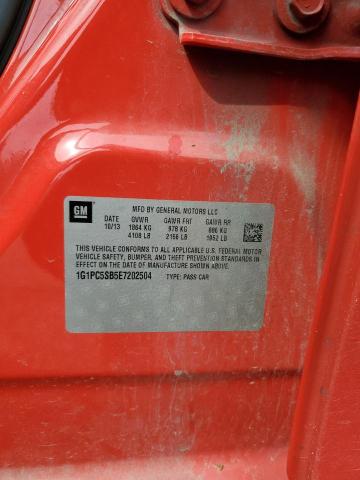 GM
MFD BY GENERAL MOTORS LLC
DATE GVWR GAWR FRT GAWR RR
10/13 1864 KG 978 KG 886 KG
4108 LB 2156 LB 1952 LB
THIS VEHICLE CONFORMS TO ALL APPLICABLE U.S. FEDERAL MOTOR
VEHICLE SAFETY, BUMPER, AND THEFT PREVENTION STANDARDS IN
EFFECT ON THE DATE OF MANUFACTURE SHOWN ABOVE.
1G1PC5SB5E7202504 TYPE: PASS CAR